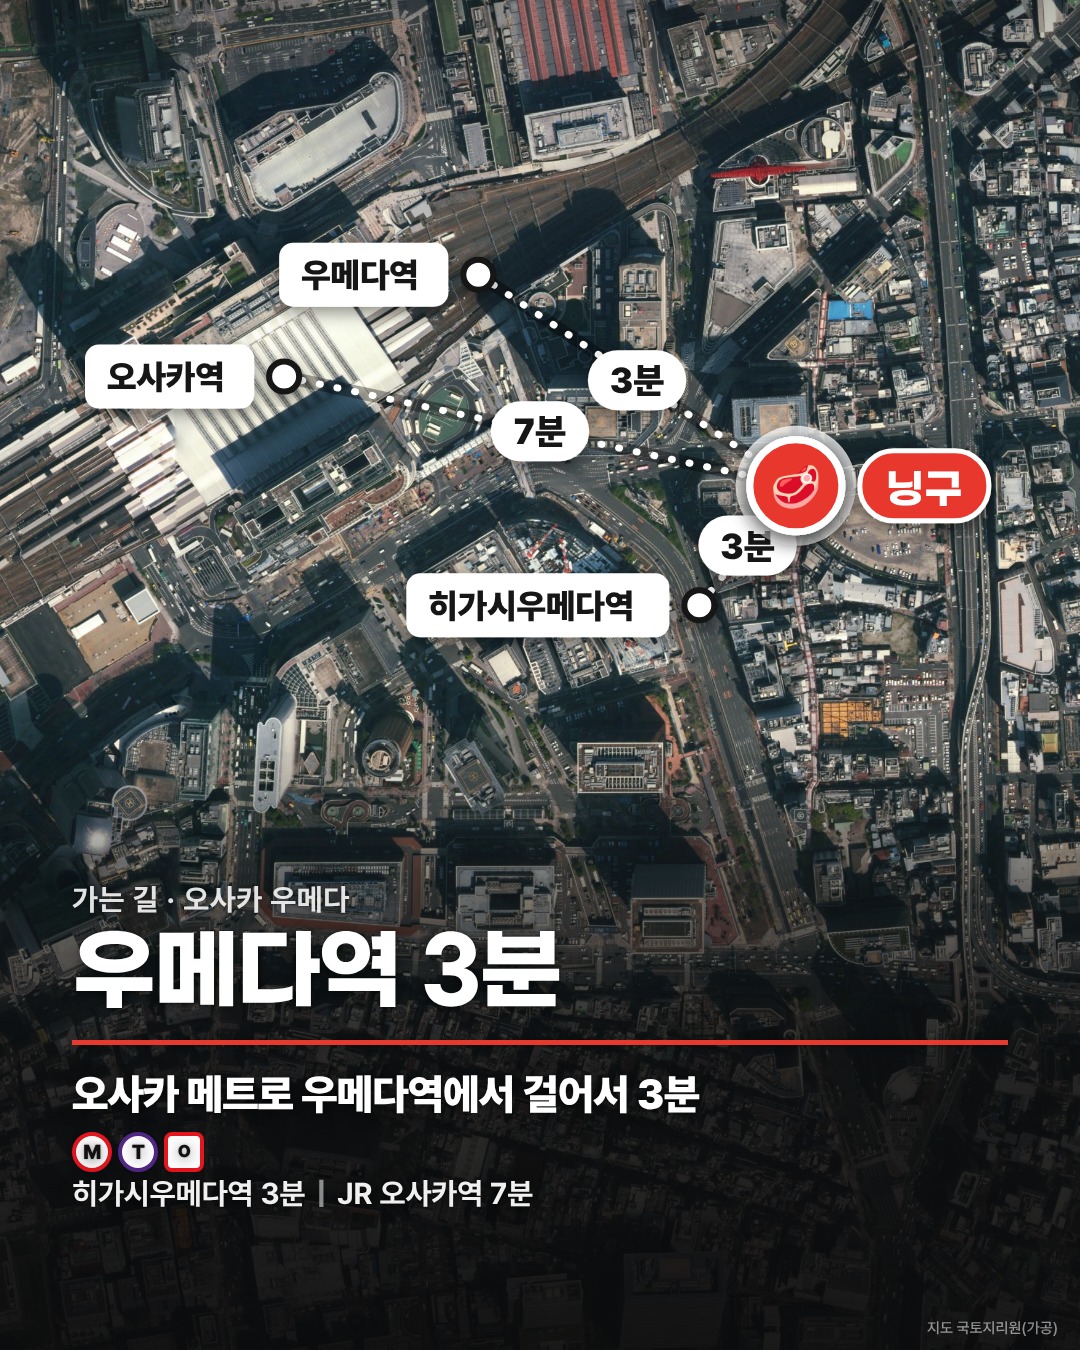 우메다역
오사카역
3분
7분
닝구
3분
히가시우메다역
가는 길 · 오사카 우메다
우메다역 3분
오사카 메트로 우메다역에서 걸어서 3분
M T O
히가시우메다역 3분 | JR 오사카역 7분
지도 국토지리원(가공)